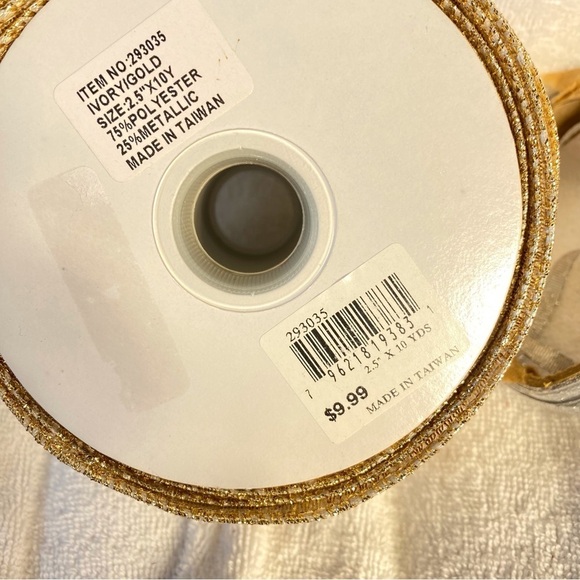 ITEM NO:293035
IVORY/GOLD
SIZE:2.5"X10Y
75%POLYESTER
25%METALLIC
MADE IN TAIWAN
293035
7 96218 19383 1
2.5" X 10 YDS
$9.99
MADE IN TAIWAN